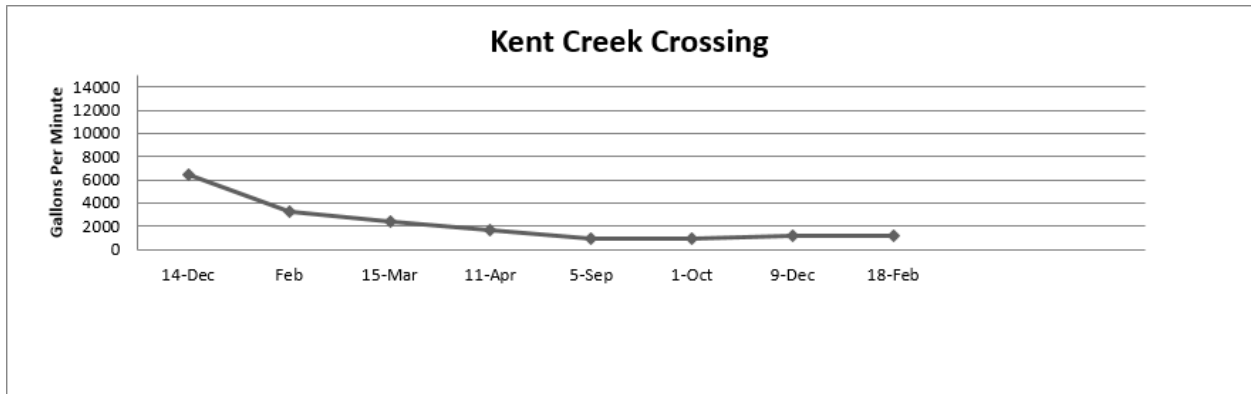 Kent Creek Crossing
Gallons Per Minute
14000
12000
10000
8000
6000
4000
2000
0
14-Dec Feb 15-Mar 11-Apr 5-Sep 1-Oct 9-Dec 18-Feb